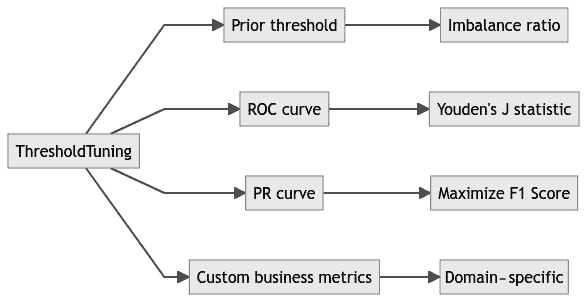 Prior threshold
Imbalance ratio
ROC curve
Youden's J statistic
ThresholdTuning
PR curve
Maximize F1 Score
Custom business metrics
Domain-specific